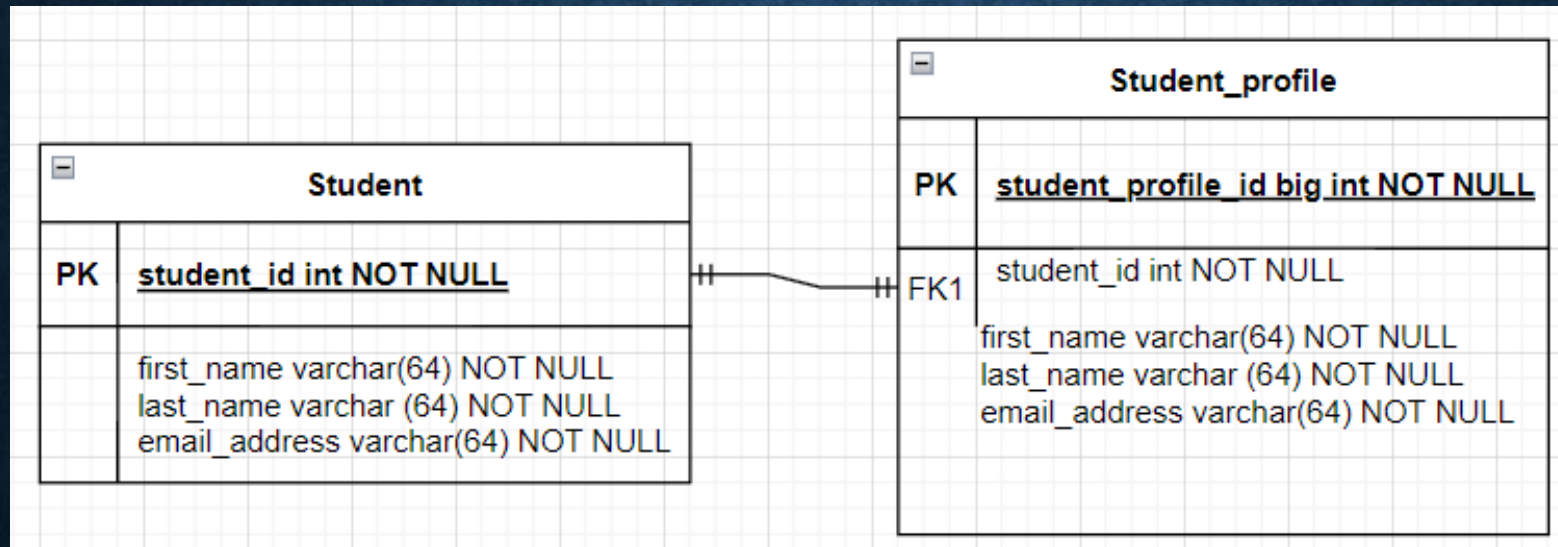 Student
PK student_id int NOT NULL
first_name varchar(64) NOT NULL
last_name varchar (64) NOT NULL
email_address varchar(64) NOT NULL
Student_profile
PK student_profile_id big int NOT NULL
FK1 student_id int NOT NULL
first_name varchar(64) NOT NULL
last_name varchar (64) NOT NULL
email_address varchar(64) NOT NULL